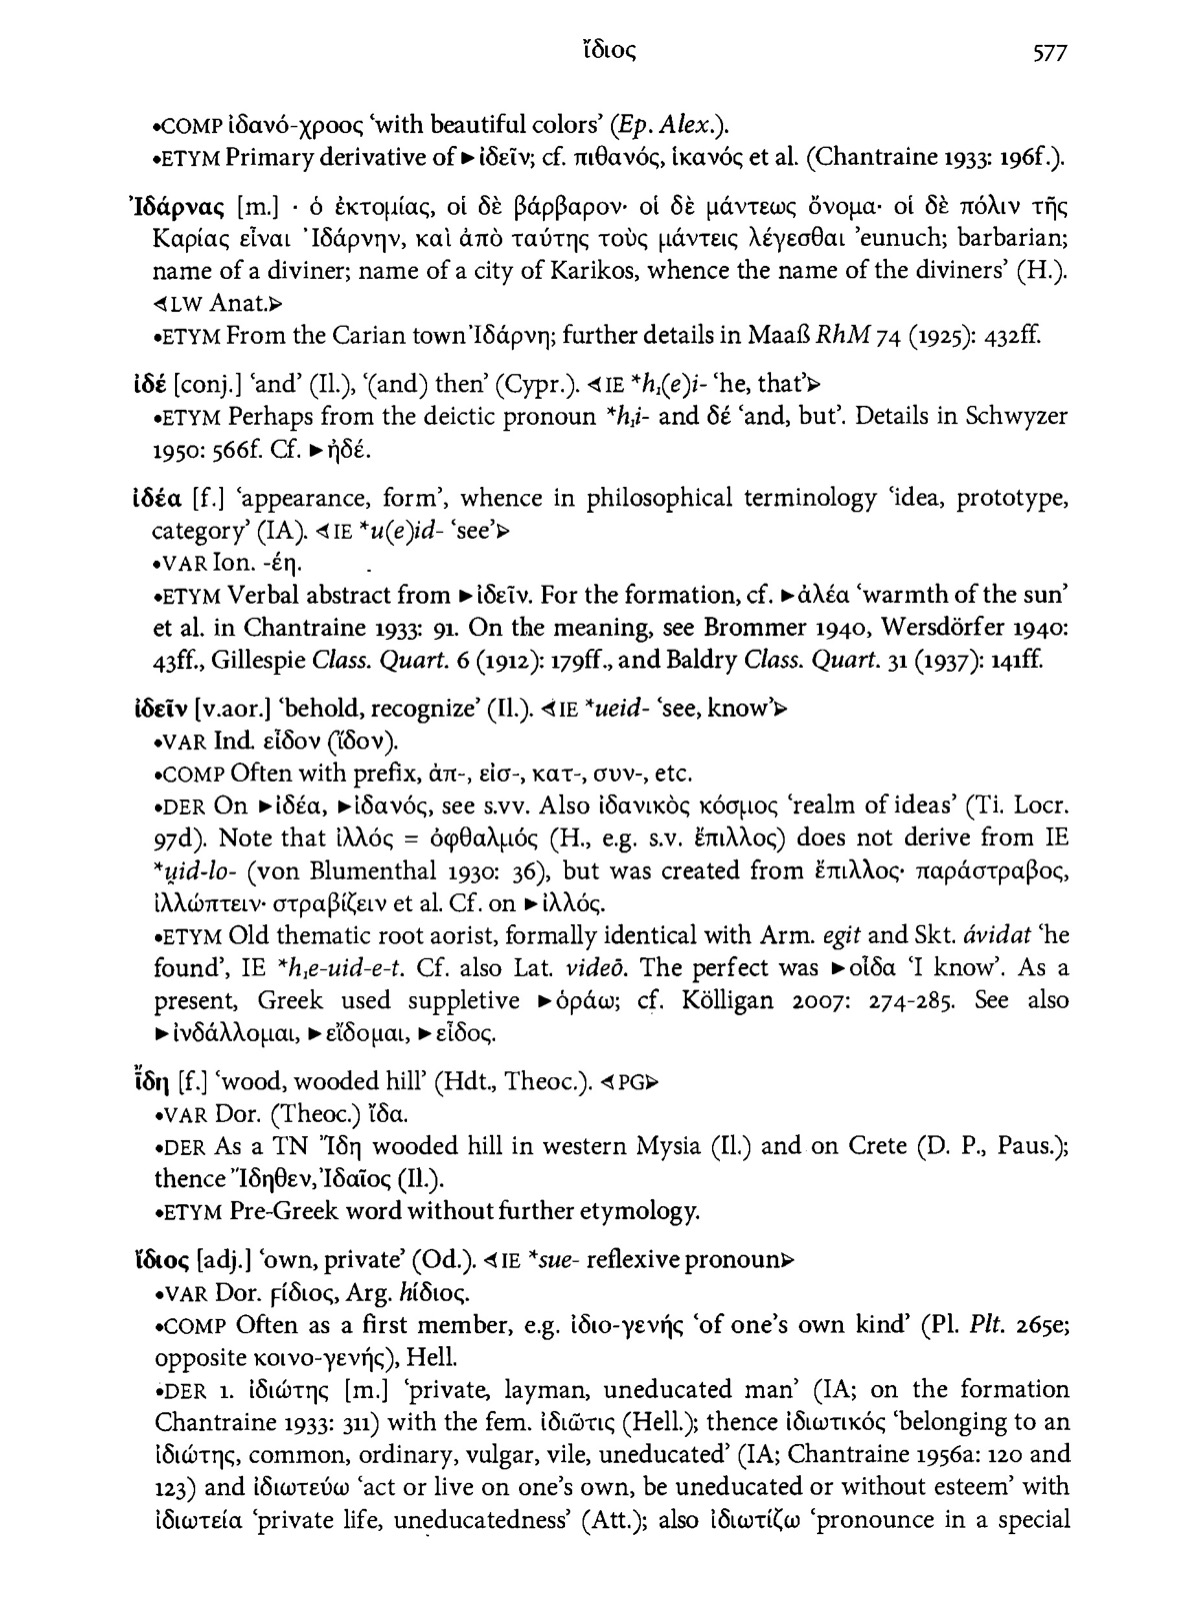 ἴδιος 577
•COMP ἰδανό-χροος ‘with beautiful colors’ (Ep. Alex.).
•ETYM Primary derivative of ►ἰδεῖν; cf. πιθανός, ἱκανός et al. (Chantraine 1933: 196f.).
Ἰδάρνας [m.] · ὁ ἐκτομίας, οἱ δὲ βάρβαρον· οἱ δὲ μάντεως ὄνομα· οἱ δὲ πόλιν τῆς
Καρίας εἶναι Ἰδάρνην, καὶ ἀπὸ ταύτης τοὺς μάντεις λέγεσθαι ’eunuch; barbarian;
name of a diviner; name of a city of Karikos, whence the name of the diviners’ (H.).
⊲LW Anat.⊳
•ETYM From the Carian town Ἰδάρνη; further details in Maaß RhM 74 (1925): 432ff.
ἰδέ [conj.] ‘and’ (Il.), ‘(and) then’ (Cypr.). ⊲IE *h₁(e)i- ‘he, that’⊳
•ETYM Perhaps from the deictic pronoun *h₁i- and δέ ‘and, but’. Details in Schwyzer
1950: 566f. Cf. ►ἠδέ.
ἰδέα [f.] ‘appearance, form’, whence in philosophical terminology ‘idea, prototype,
category’ (IA). ⊲IE *u(e)id- ‘see’⊳
•VAR Ion. -έη.
•ETYM Verbal abstract from ►ἰδεῖν. For the formation, cf. ►ἀλέα ‘warmth of the sun’
et al. in Chantraine 1933: 91. On the meaning, see Brommer 1940, Wersdörfer 1940:
43ff., Gillespie Class. Quart. 6 (1912): 179ff., and Baldry Class. Quart. 31 (1937): 141ff.
ἰδεῖν [v.aor.] ‘behold, recognize’ (Il.). ⊲IE *ueid- ‘see, know’⊳
•VAR Ind. εἶδον (ἴδον).
•COMP Often with prefix, ἀπ-, εἰσ-, κατ-, συν-, etc.
•DER On ►ἰδέα, ►ἰδανός, see s.vv. Also ἰδανικὸς κόσμος ‘realm of ideas’ (Ti. Locr.
97d). Note that ἰλλός = ὀφθαλμός (H., e.g. s.v. ἔπιλλος) does not derive from IE
*u̯id-lo- (von Blumenthal 1930: 36), but was created from ἔπιλλος· παράστραβος,
ἰλλώπτειν· στραβίζειν et al. Cf. on ►ἰλλός.
•ETYM Old thematic root aorist, formally identical with Arm. egit and Skt. ávidat ‘he
found’, IE *h₁e-uid-e-t. Cf. also Lat. videō. The perfect was ►οἶδα ‘I know’. As a
present, Greek used suppletive ►ὁράω; cf. Kölligan 2007: 274-285. See also
►ἰνδάλλομαι, ►εἴδομαι, ►εἶδος.
ἴ̄δη [f.] ‘wood, wooded hill’ (Hdt., Theoc.). ⊲PG⊳
•VAR Dor. (Theoc.) ἴδα.
•DER As a TN Ἴδη wooded hill in western Mysia (Il.) and on Crete (D. P., Paus.);
thence Ἴδηθεν, Ἰδαῖος (Il.).
•ETYM Pre-Greek word without further etymology.
ἴδιος [adj.] ‘own, private’ (Od.). ⊲IE *sue- reflexive pronoun⊳
•VAR Dor. ϝίδιος, Arg. hίδιος.
•COMP Often as a first member, e.g. ἰδιο-γενής ‘of one’s own kind’ (Pl. Plt. 265e;
opposite κοινο-γενής), Hell.
•DER 1. ἰδιώτης [m.] ‘private, layman, uneducated man’ (IA; on the formation
Chantraine 1933: 311) with the fem. ἰδιῶτις (Hell.); thence ἰδιωτικός ‘belonging to an
ἰδιώτης, common, ordinary, vulgar, vile, uneducated’ (IA; Chantraine 1956a: 120 and
123) and ἰδιωτεύω ‘act or live on one’s own, be uneducated or without esteem’ with
ἰδιωτεία ‘private life, uneducatedness’ (Att.); also ἰδιωτίζω ‘pronounce in a special